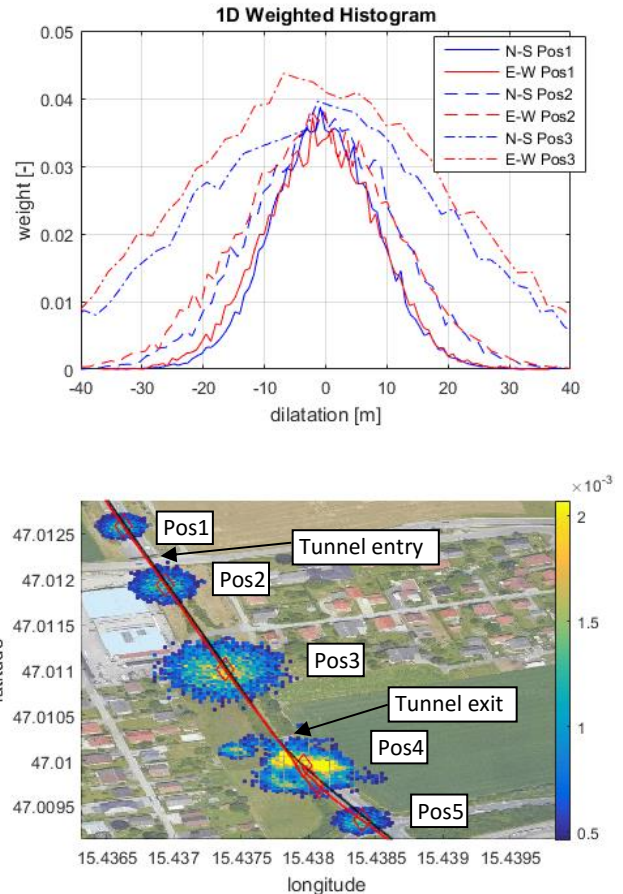 1D Weighted Histogram
0.05
0.04
0.03
0.02
0.01
0
weight [-]
-40 -30 -20 -10 0 10 20 30 40
dilatation [m]
N-S Pos1
E-W Pos1
N-S Pos2
E-W Pos2
N-S Pos3
E-W Pos3
×10⁻³
47.0125
47.012
47.0115
47.011
47.0105
47.01
47.0095
Pos1
Tunnel entry
Pos2
Pos3
Tunnel exit
Pos4
Pos5
2
1.5
1
0.5
15.4365 15.437 15.4375 15.438 15.4385 15.439 15.4395
longitude